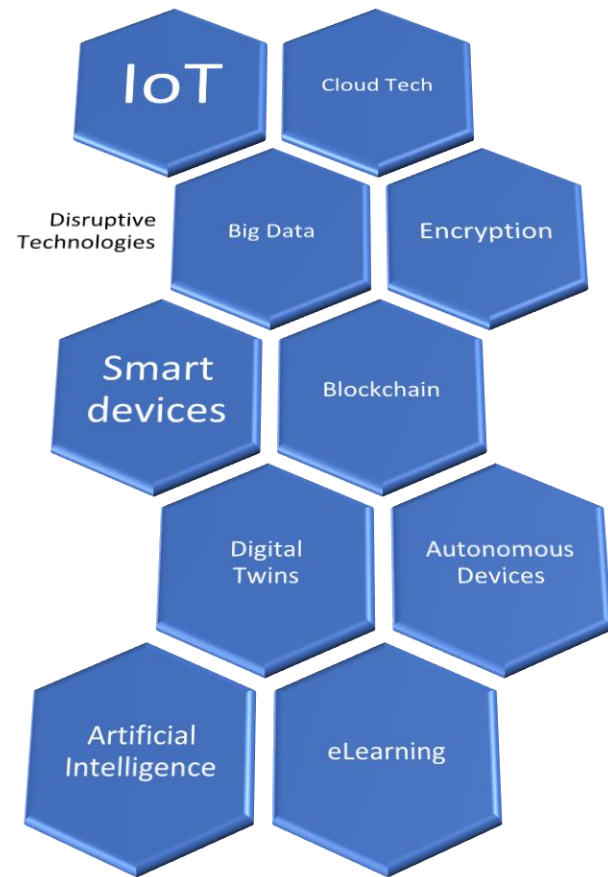 IoT
Cloud Tech
Disruptive
Technologies
Big Data
Encryption
Smart
devices
Blockchain
Digital
Twins
Autonomous
Devices
Artificial
Intelligence
eLearning